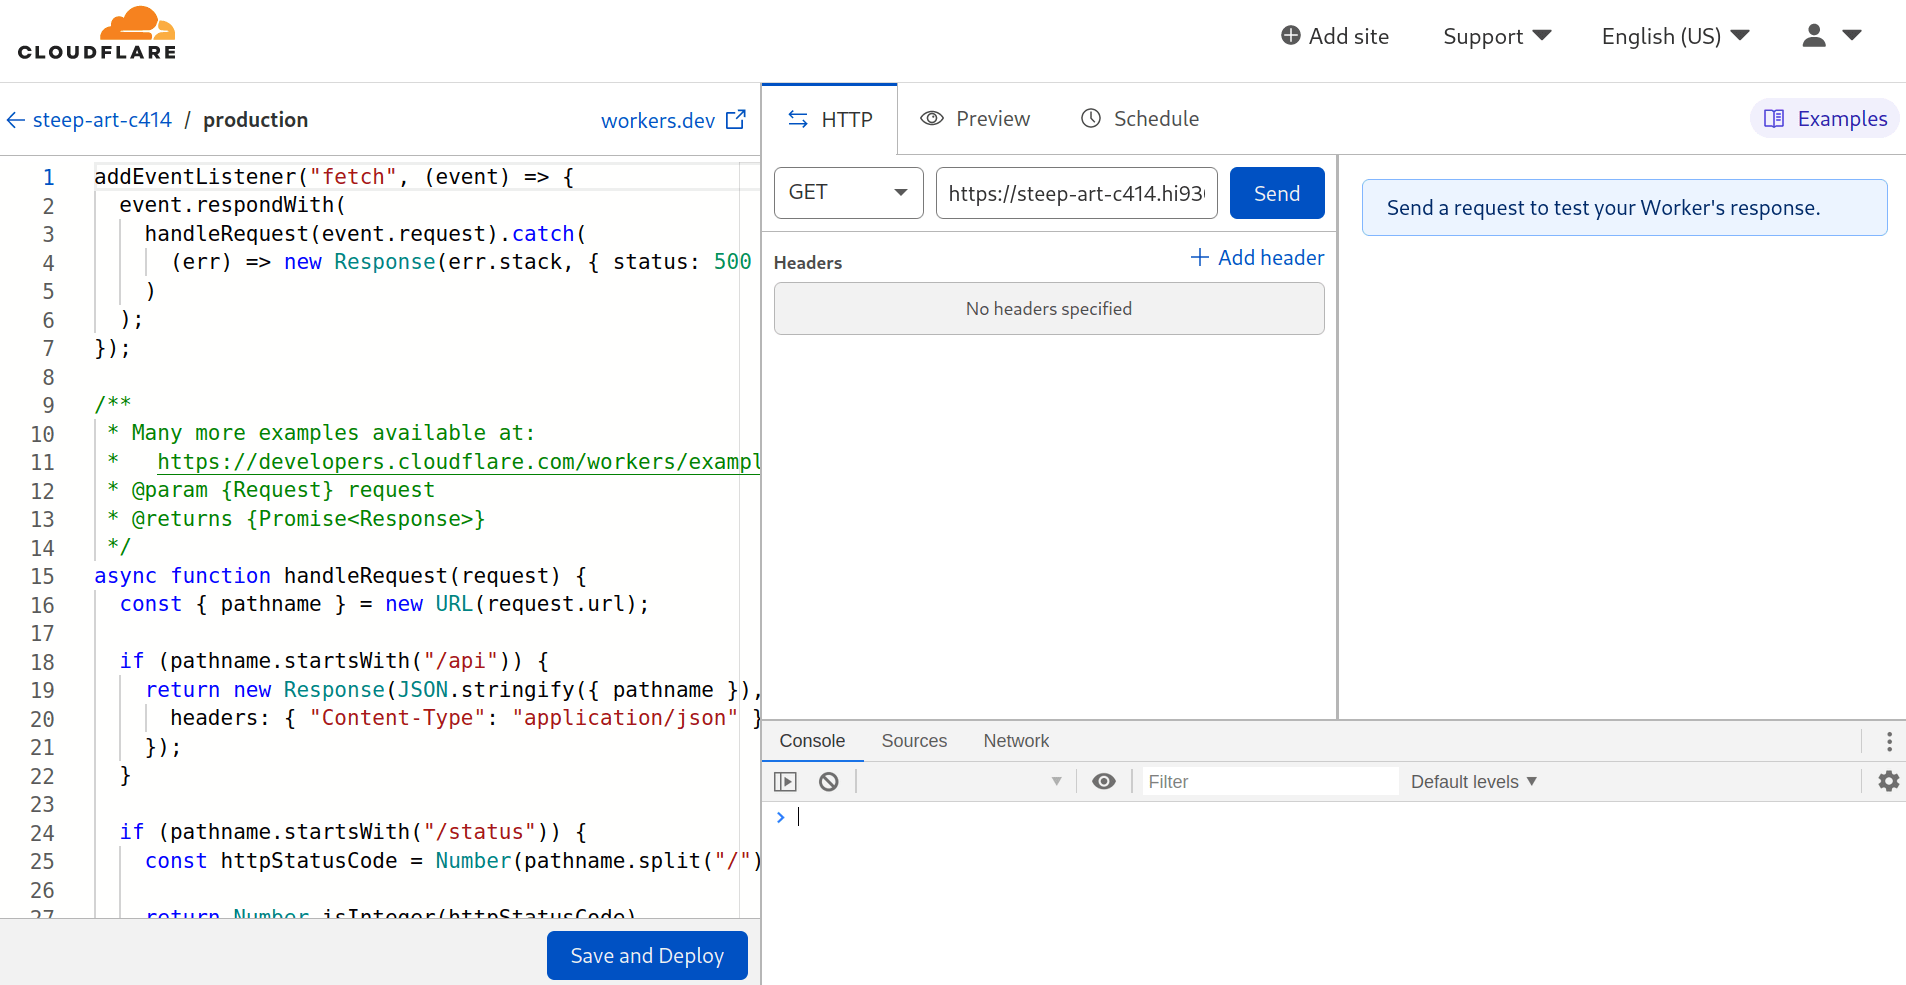 CLOUDFLARE
Add site
Support
English (US)
steep-art-c414 / production
workers.dev
HTTP
Preview
Schedule
Examples
1 addEventListener("fetch", (event) => {
2 event.respondWith(
3 handleRequest(event.request).catch(
4 (err) => new Response(err.stack, { status: 500
5 )
6 );
7 });
8
9 /**
10 * Many more examples available at:
11 * https://developers.cloudflare.com/workers/exampl
12 * @param {Request} request
13 * @returns {Promise<Response>}
14 */
15 async function handleRequest(request) {
16 const { pathname } = new URL(request.url);
17
18 if (pathname.startsWith("/api")) {
19 return new Response(JSON.stringify({ pathname }),
20 headers: { "Content-Type": "application/json" }
21 });
22 }
23
24 if (pathname.startsWith("/status")) {
25 const httpStatusCode = Number(pathname.split("/")
26
27 return Number.isInteger(httpStatusCode)
Save and Deploy
GET
https://steep-art-c414.hi93
Send
Headers
Add header
No headers specified
Send a request to test your Worker's response.
Console
Sources
Network
Filter
Default levels